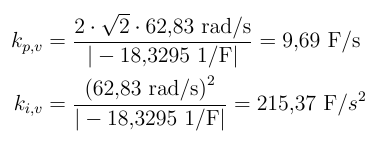 k_{p,v} = \frac{2 \cdot \sqrt{2} \cdot 62{,}83 \text{ rad/s}}{|-18{,}3295 \text{ 1/F}|} = 9{,}69 \text{ F/s}
k_{i,v} = \frac{(62{,}83 \text{ rad/s})^2}{|-18{,}3295 \text{ 1/F}|} = 215{,}37 \text{ F/}s^2